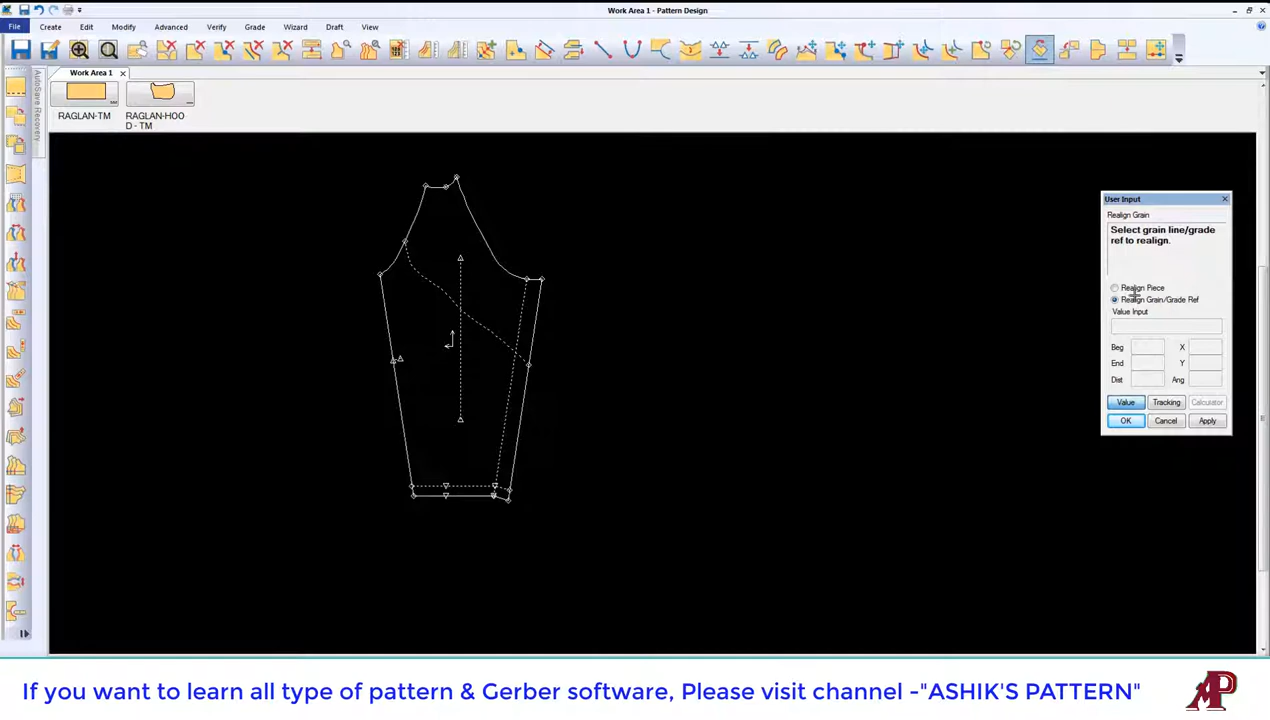 Work Area 1 - Pattern Design
File Create Edit Modify Advanced Verify Grade Wizard Draft View
Work Area 1
AutoSave Recovery
RAGLAN-TM
RAGLAN-HOO
D - TM
User Input
Realign Grain
Select grain line/grade
ref to realign.
Realign Piece
Realign Grain/Grade Ref
Value Input
Beg X
End Y
Dist Ang
Value Tracking Calculator
OK Cancel Apply
If you want to learn all type of pattern & Gerber software, Please visit channel -"ASHIK'S PATTERN"
AP